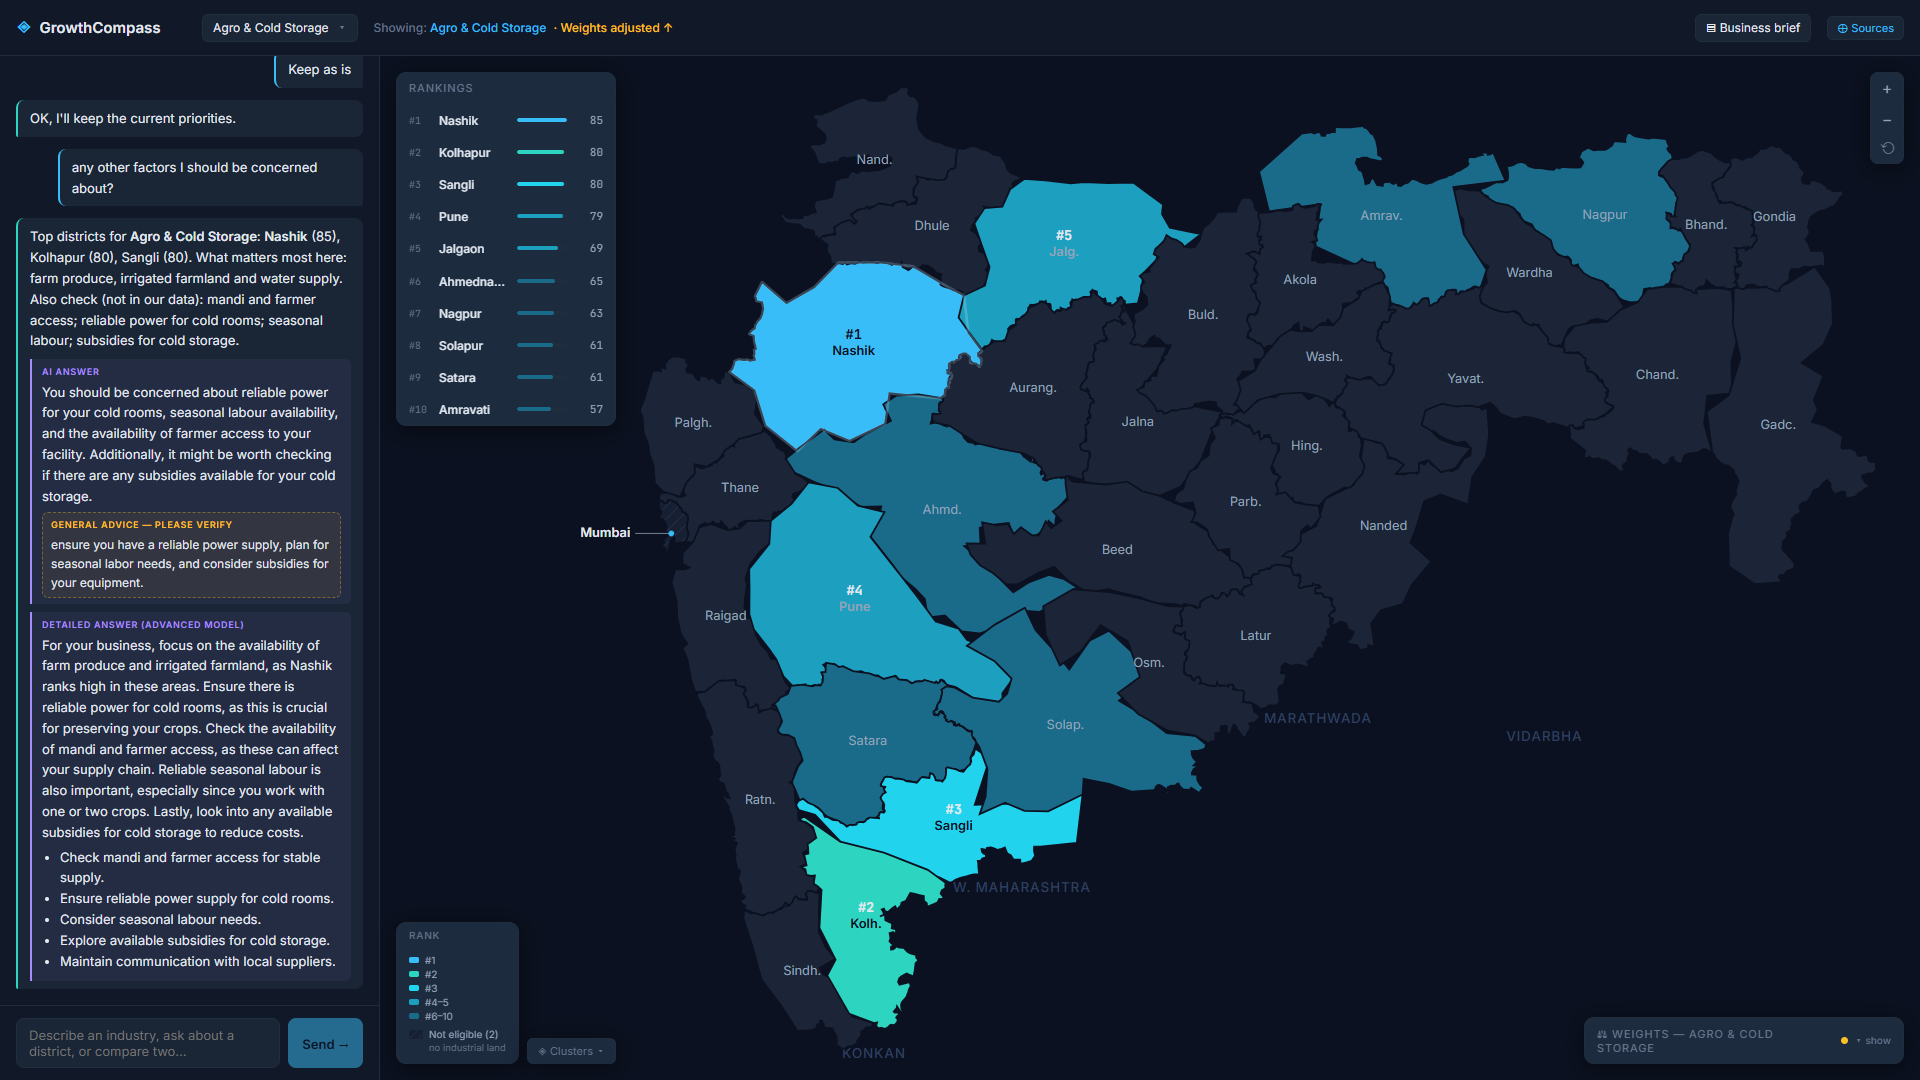 GrowthCompass
Agro & Cold Storage
Showing: Agro & Cold Storage · Weights adjusted ↑
Business brief
Sources
Keep as is
OK, I'll keep the current priorities.
any other factors I should be concerned
about?
Top districts for Agro & Cold Storage: Nashik (85),
Kolhapur (80), Sangli (80). What matters most here:
farm produce, irrigated farmland and water supply.
Also check (not in our data): mandi and farmer
access; reliable power for cold rooms; seasonal
labour; subsidies for cold storage.
AI ANSWER
You should be concerned about reliable power
for your cold rooms, seasonal labour availability,
and the availability of farmer access to your
facility. Additionally, it might be worth checking
if there are any subsidies available for your cold
storage.
GENERAL ADVICE — PLEASE VERIFY
ensure you have a reliable power supply, plan for
seasonal labor needs, and consider subsidies for
your equipment.
DETAILED ANSWER (ADVANCED MODEL)
For your business, focus on the availability of
farm produce and irrigated farmland, as Nashik
ranks high in these areas. Ensure there is
reliable power for cold rooms, as this is crucial
for preserving your crops. Check the availability
of mandi and farmer access, as these can affect
your supply chain. Reliable seasonal labour is
also important, especially since you work with
one or two crops. Lastly, look into any available
subsidies for cold storage to reduce costs.
• Check mandi and farmer access for stable
supply.
• Ensure reliable power supply for cold rooms.
• Consider seasonal labour needs.
• Explore available subsidies for cold storage.
• Maintain communication with local suppliers.
Describe an industry, ask about a
district, or compare two...
Send →
RANKINGS
#1 Nashik 85
#2 Kolhapur 80
#3 Sangli 80
#4 Pune 79
#5 Jalgaon 69
#6 Ahmedna... 65
#7 Nagpur 63
#8 Solapur 61
#9 Satara 61
#10 Amravati 57
Nand.
Dhule
#5
Jalg.
Amrav.
Nagpur
Bhand.
Gondia
Akola
Wardha
Buld.
#1
Nashik
Wash.
Aurang.
Yavat.
Chand.
Palgh.
Jalna
Gadc.
Hing.
Thane
Parb.
Ahmd.
Nanded
Mumbai
Beed
#4
Pune
Raigad
Latur
Osm.
MARATHWADA
Solap.
VIDARBHA
Satara
Ratn.
#3
Sangli
W. MAHARASHTRA
#2
Kolh.
Sindh.
KONKAN
RANK
#1
#2
#3
#4–5
#6–10
Not eligible (2)
no industrial land
Clusters
+
−
WEIGHTS — AGRO & COLD
STORAGE
show